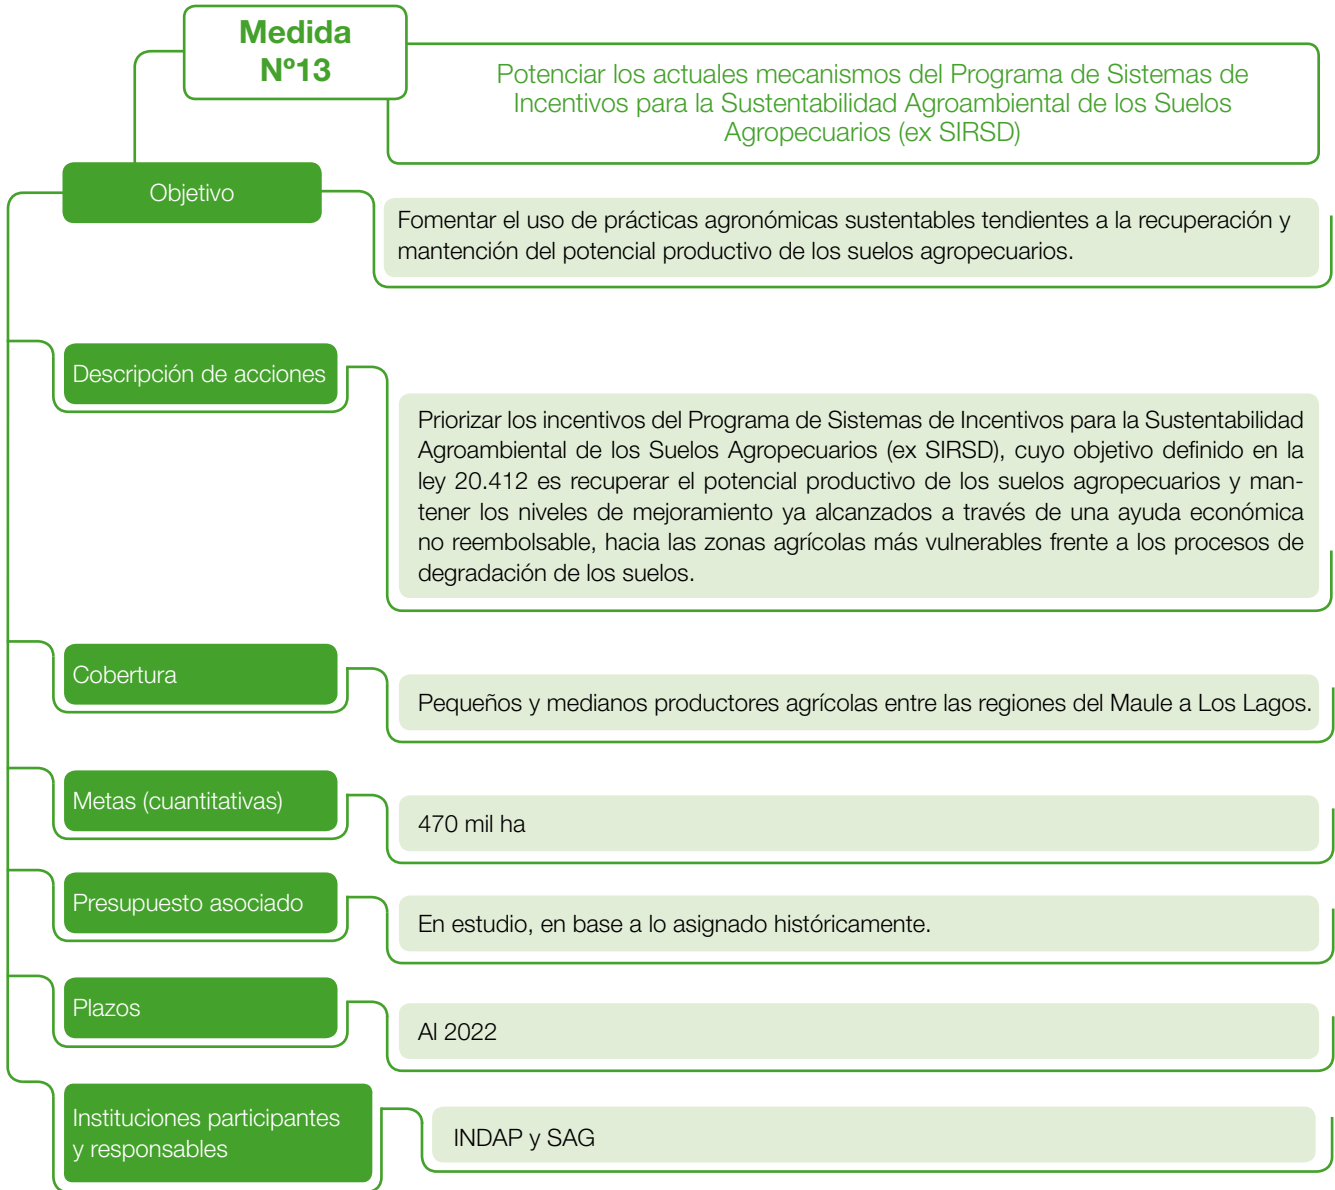 Medida
Nº13
Potenciar los actuales mecanismos del Programa de Sistemas de
Incentivos para la Sustentabilidad Agroambiental de los Suelos
Agropecuarios (ex SIRSD)
Objetivo
Fomentar el uso de prácticas agronómicas sustentables tendientes a la recuperación y
mantención del potencial productivo de los suelos agropecuarios.
Descripción de acciones
Priorizar los incentivos del Programa de Sistemas de Incentivos para la Sustentabilidad
Agroambiental de los Suelos Agropecuarios (ex SIRSD), cuyo objetivo definido en la
ley 20.412 es recuperar el potencial productivo de los suelos agropecuarios y man-
tener los niveles de mejoramiento ya alcanzados a través de una ayuda económica
no reembolsable, hacia las zonas agrícolas más vulnerables frente a los procesos de
degradación de los suelos.
Cobertura
Pequeños y medianos productores agrícolas entre las regiones del Maule a Los Lagos.
Metas (cuantitativas)
470 mil ha
Presupuesto asociado
En estudio, en base a lo asignado históricamente.
Plazos
Al 2022
Instituciones participantes
y responsables
INDAP y SAG